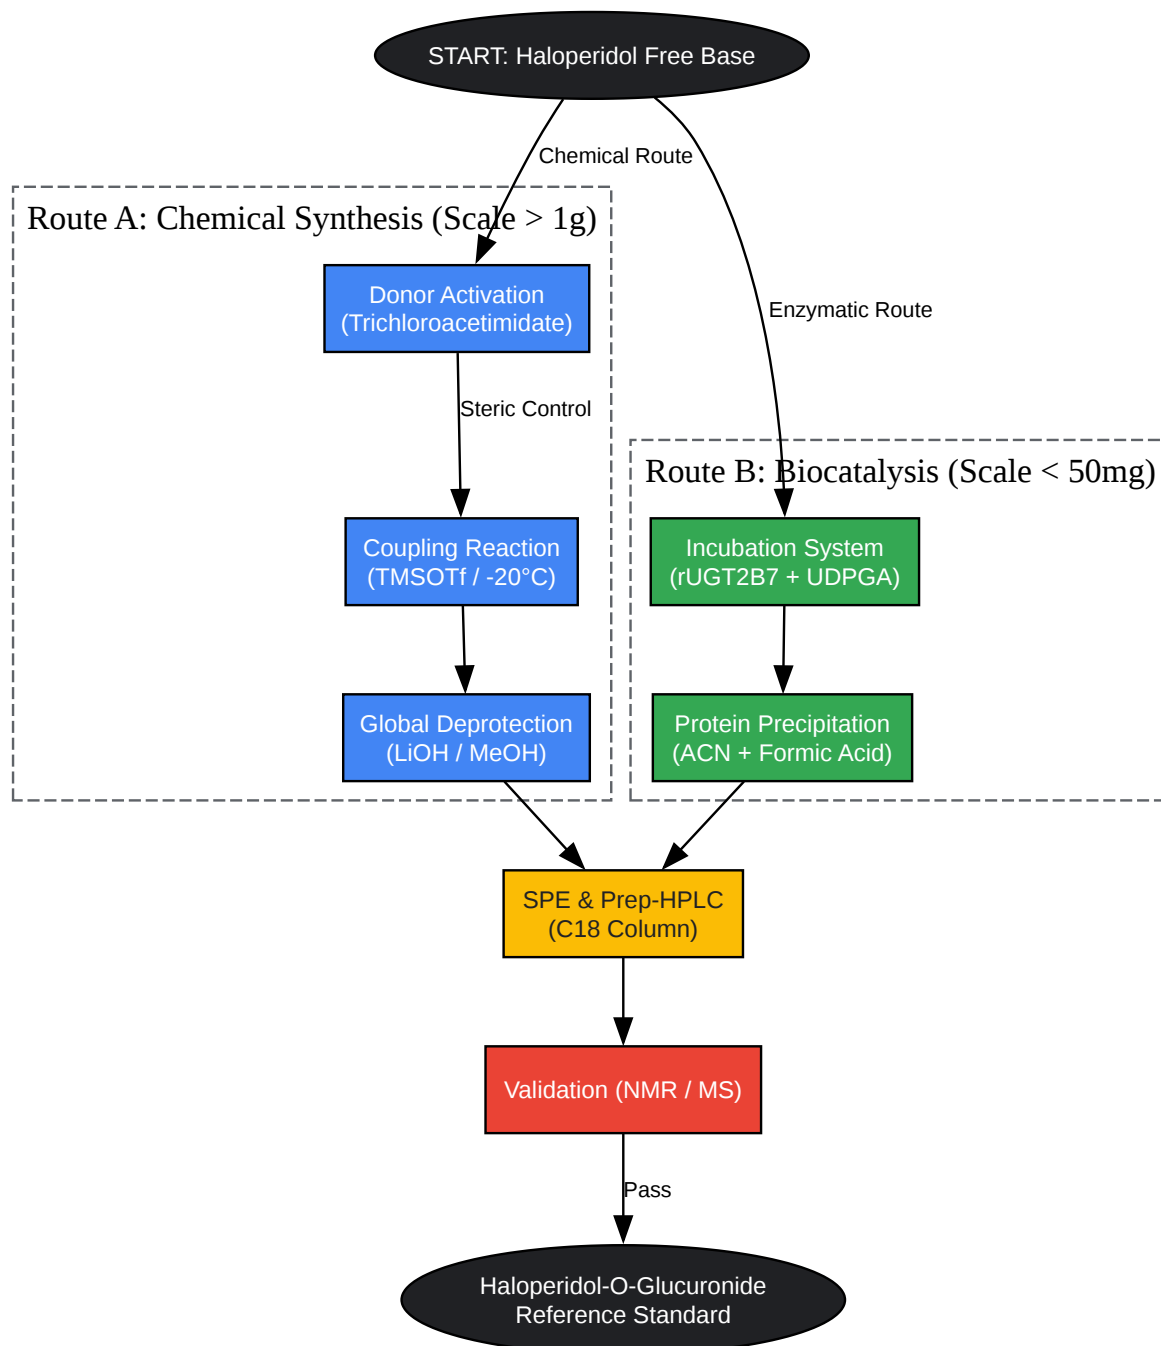 START: Haloperidol Free Base
Chemical Route
Route A: Chemical Synthesis (Scale > 1g)
Donor Activation
(Trichloroacetimidate)
Enzymatic Route
Steric Control
Route B: Biocatalysis (Scale < 50mg)
Coupling Reaction
(TMSOTf / -20°C)
Incubation System
(rUGT2B7 + UDPGA)
Global Deprotection
(LiOH / MeOH)
Protein Precipitation
(ACN + Formic Acid)
SPE & Prep-HPLC
(C18 Column)
Validation (NMR / MS)
Pass
Haloperidol-O-Glucuronide
Reference Standard